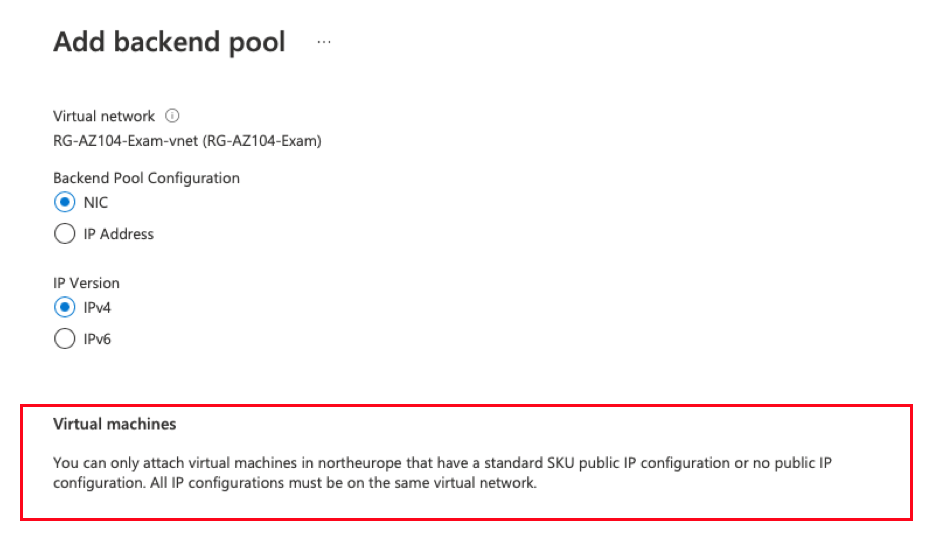 Add backend pool ...
Virtual network
RG-AZ104-Exam-vnet (RG-AZ104-Exam)
Backend Pool Configuration
NIC
IP Address
IP Version
IPv4
IPv6
Virtual machines
You can only attach virtual machines in northeurope that have a standard SKU public IP configuration or no public IP
configuration. All IP configurations must be on the same virtual network.